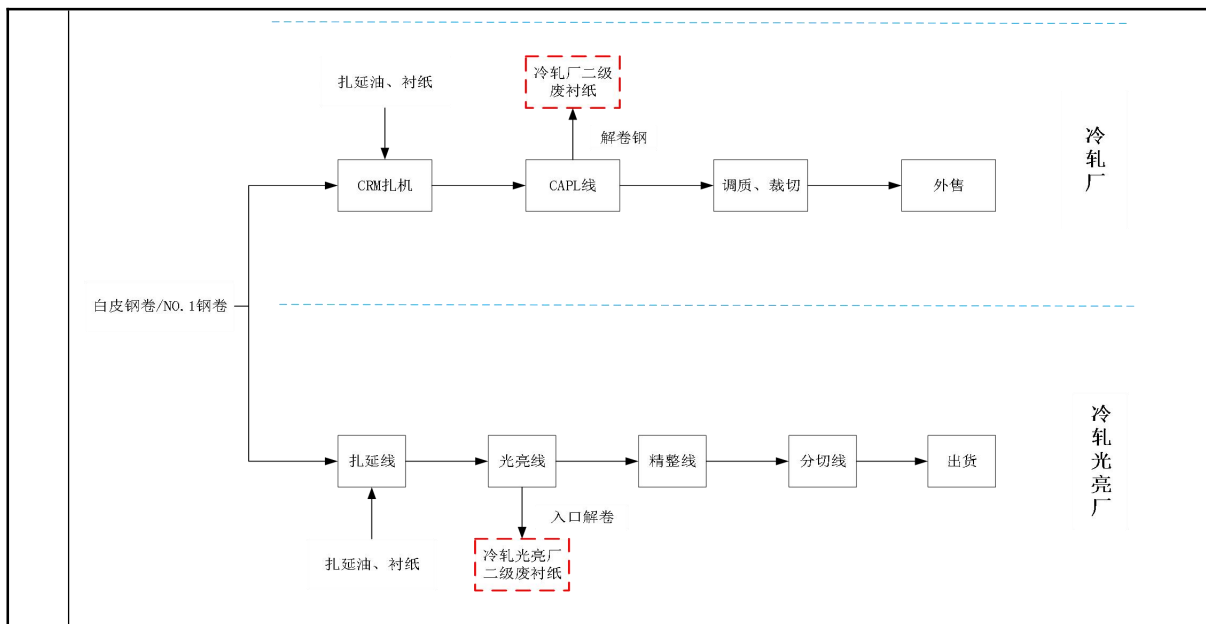 扎延油、衬纸
冷轧厂二级
废衬纸
解卷钢
CRM扎机
CAPL线
调质、裁切
外售
冷轧厂
白皮钢卷/NO.1钢卷
扎延线
光亮线
精整线
分切线
出货
冷轧光亮厂
入口解卷
扎延油、衬纸
冷轧光亮厂
二级废衬纸